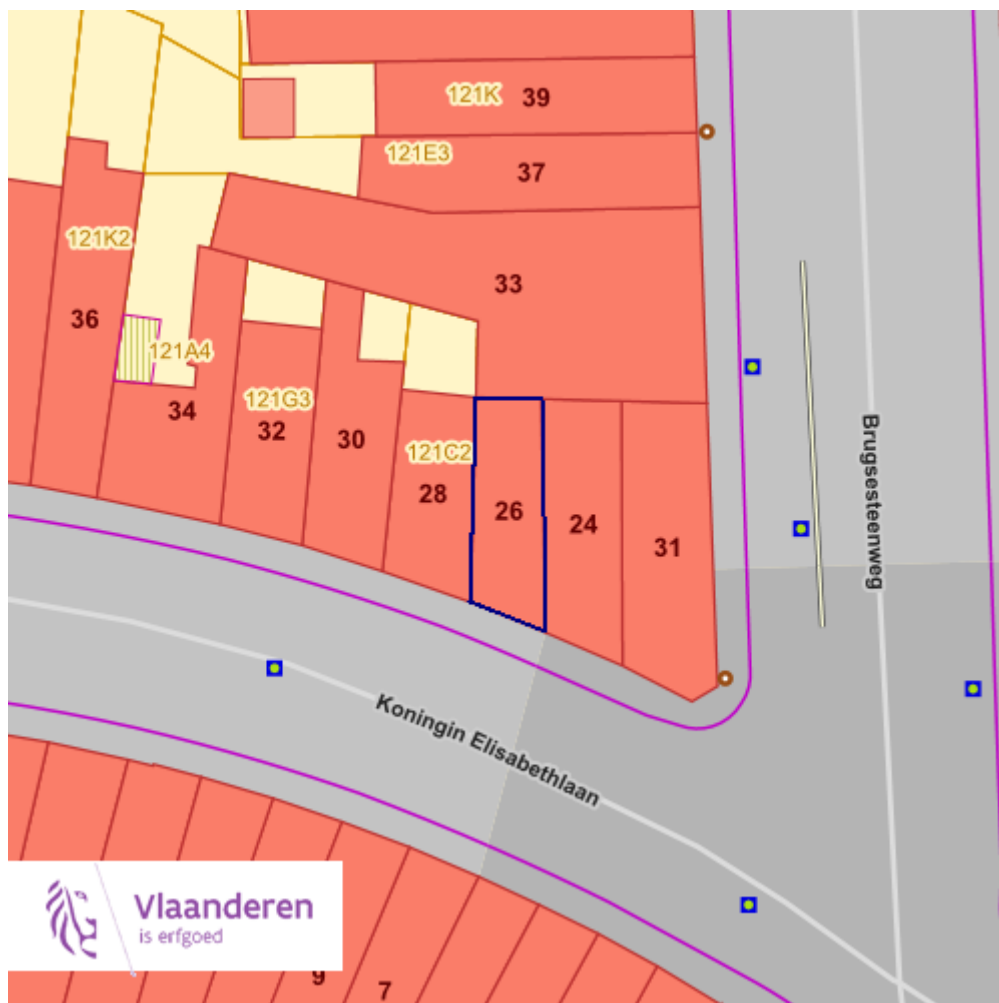 121K 39
121E3
37
121K2
33
36
121A4
34
121G3
32
30
121C2
28
26
24
31
Brugsesteenweg
Koningin Elisabethlaan
Vlaanderen
is erfgoed
9
7